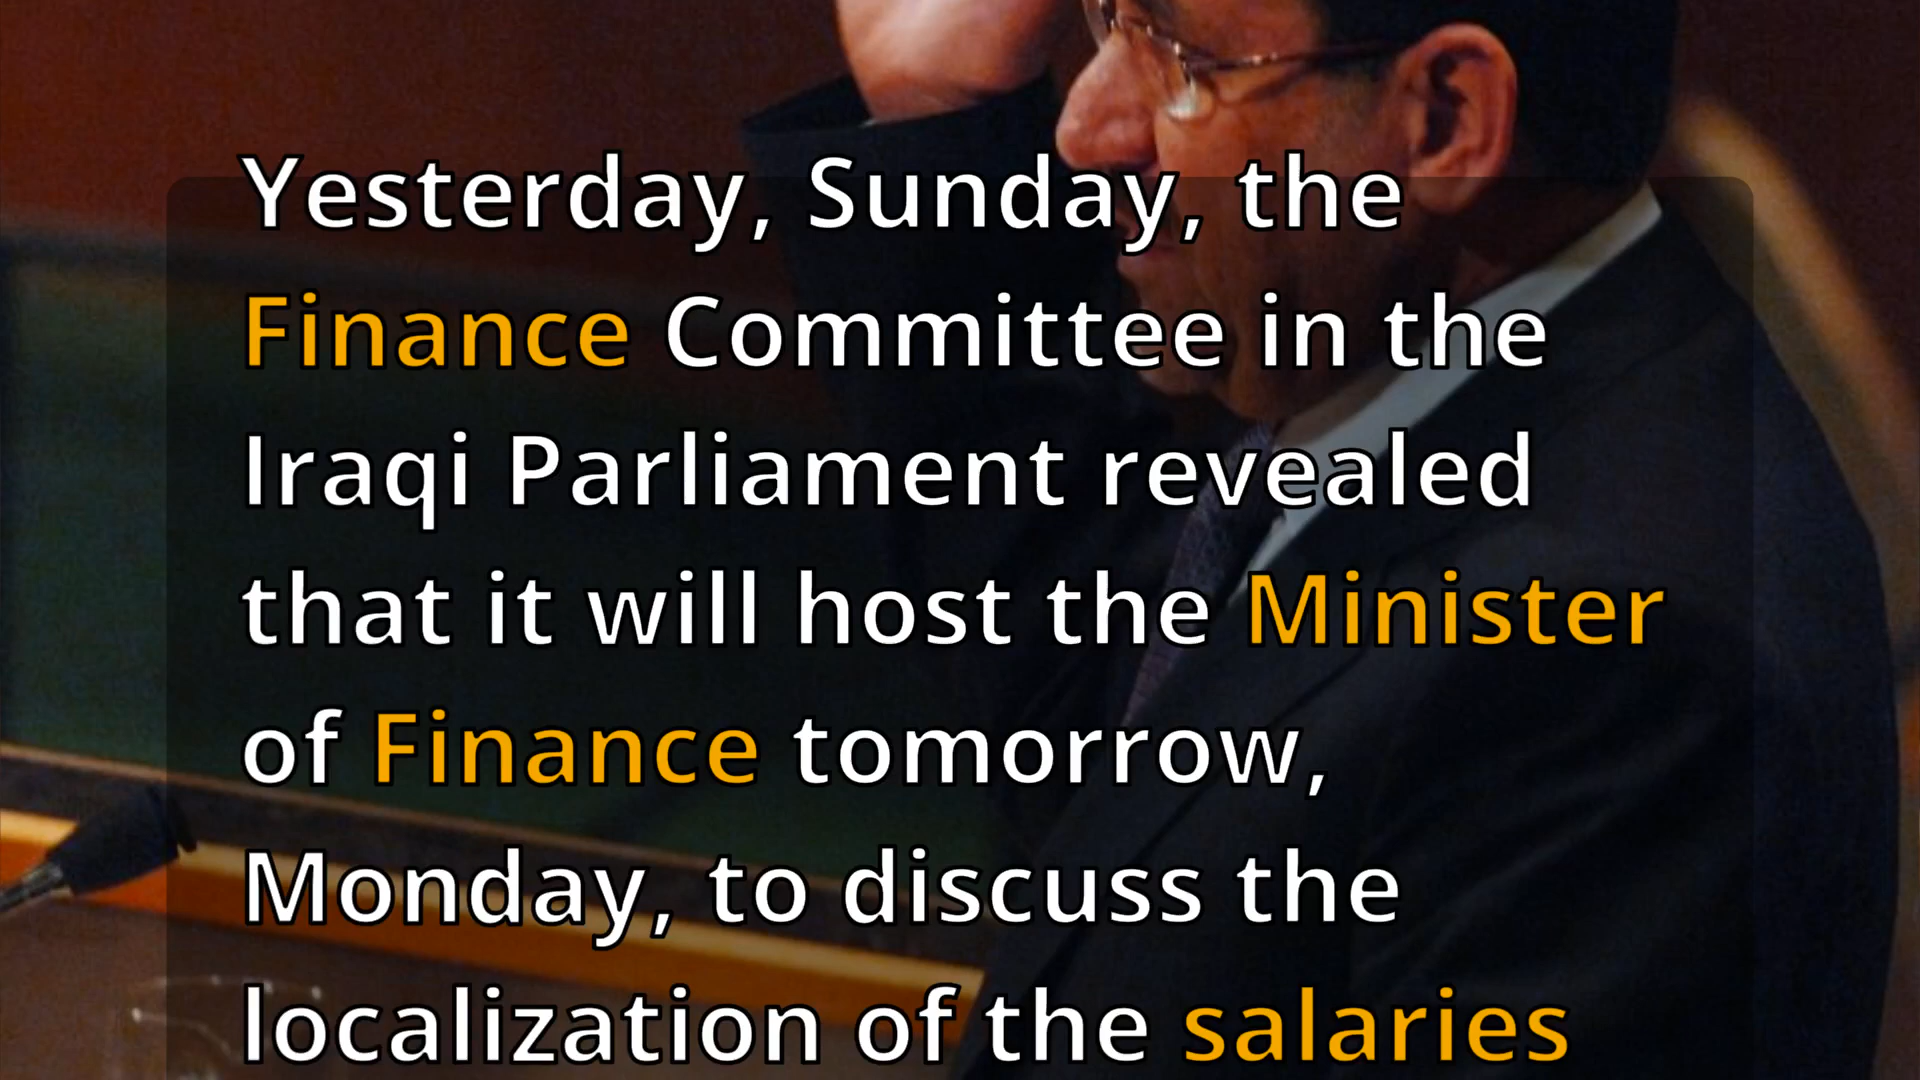 Yesterday, Sunday, the
Finance Committee in the
Iraqi Parliament revealed
that it will host the Minister
of Finance tomorrow,
Monday, to discuss the
localization of the salaries